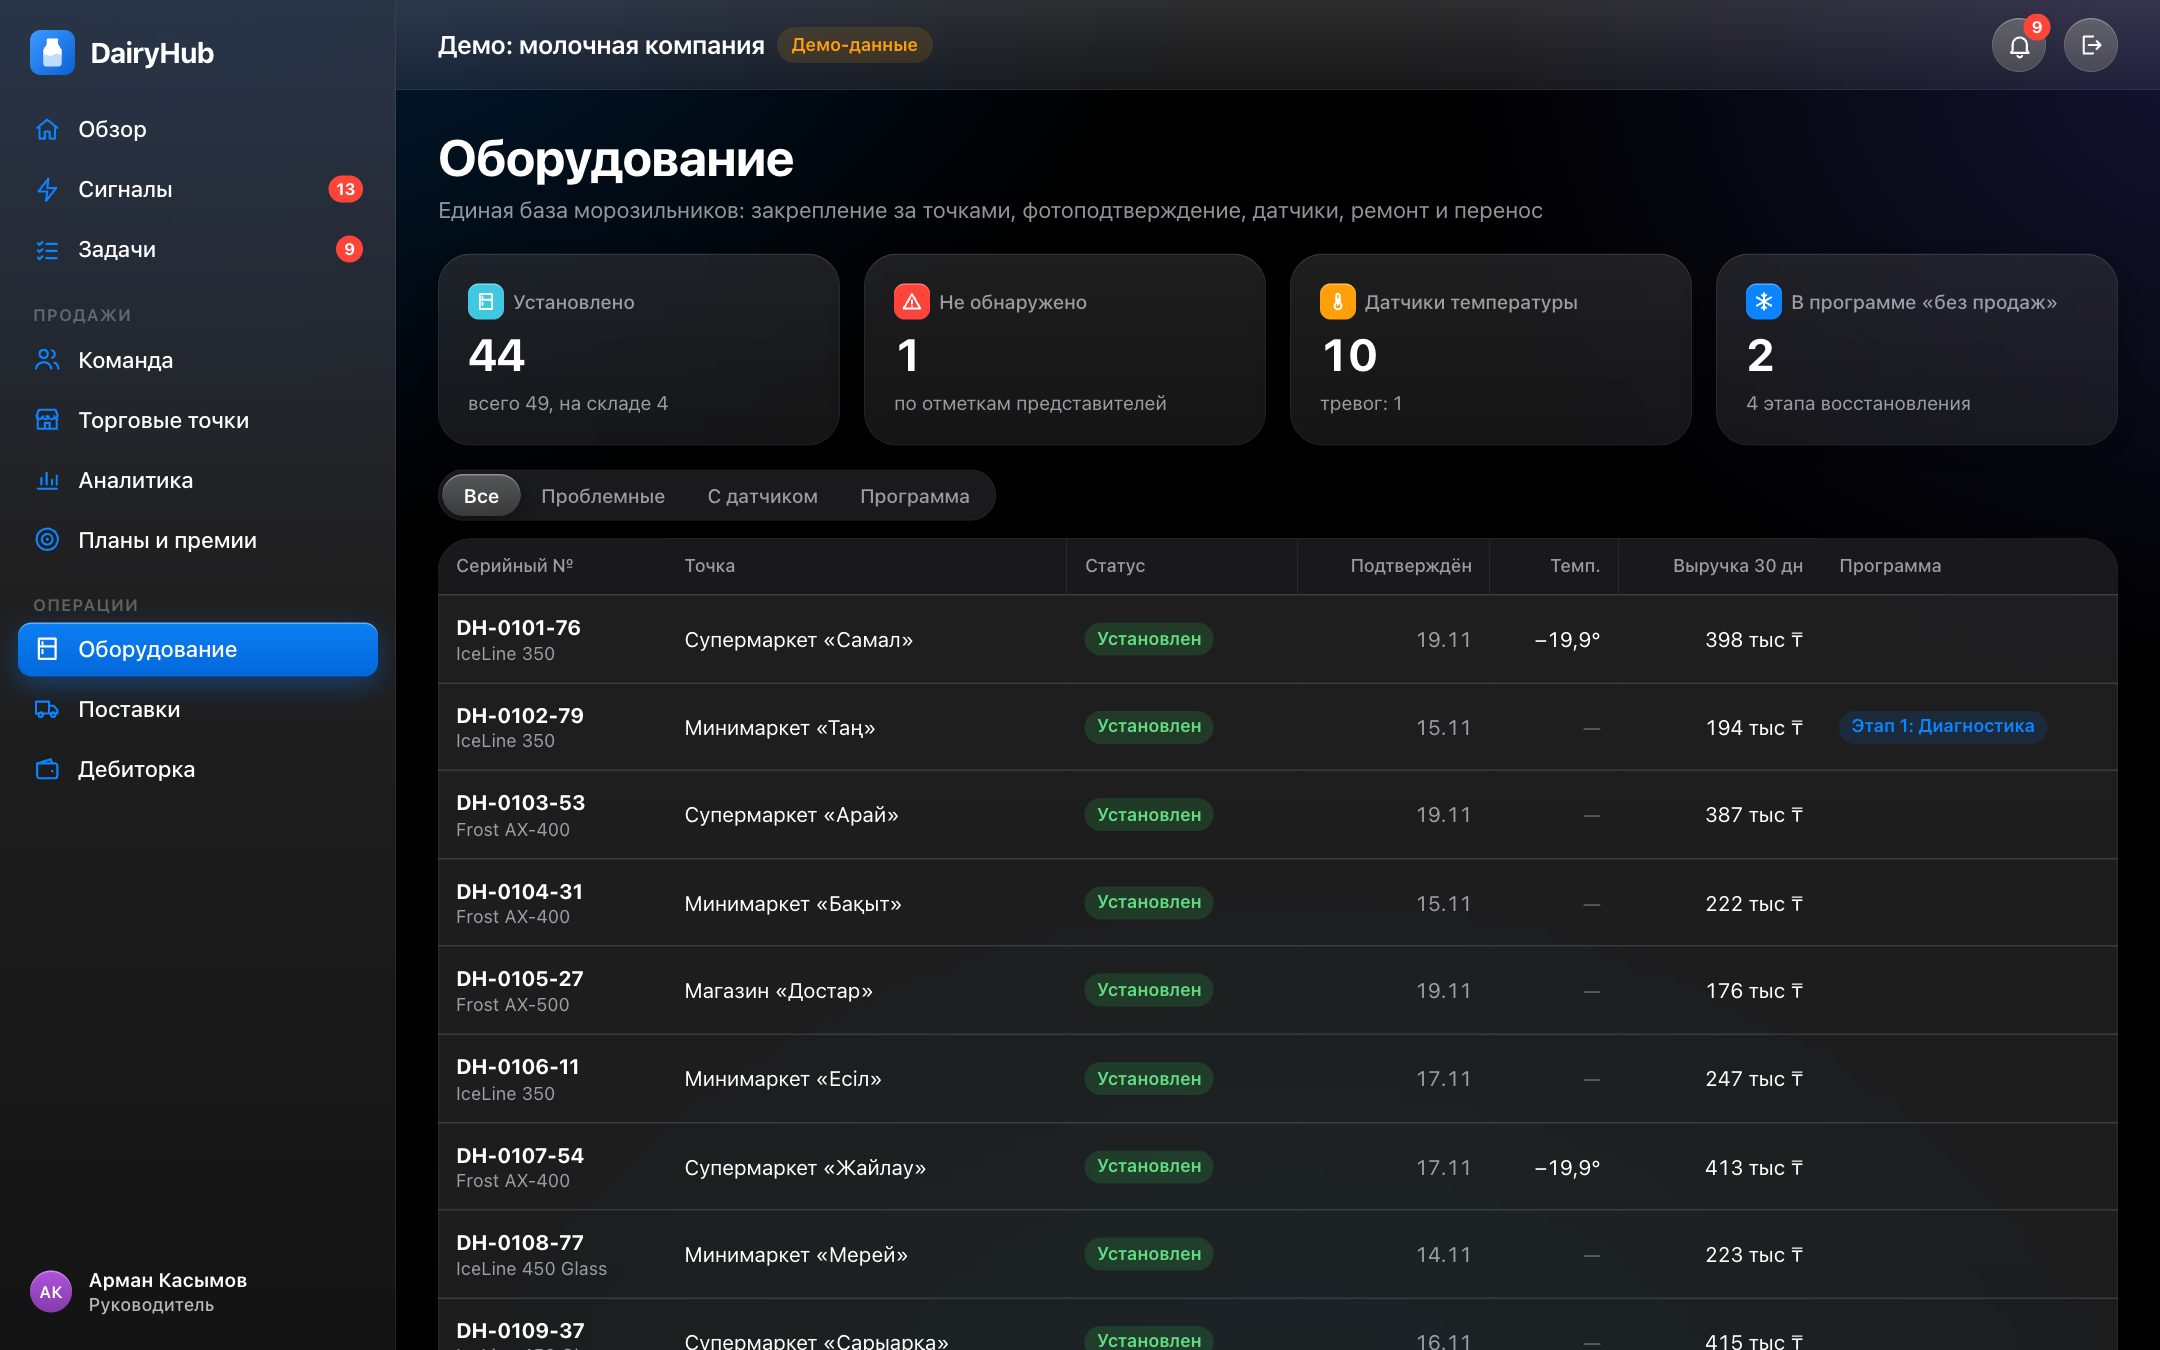 DairyHub
Обзор
Сигналы 13
Задачи 9
ПРОДАЖИ
Команда
Торговые точки
Аналитика
Планы и премии
ОПЕРАЦИИ
Оборудование
Поставки
Дебиторка
АК
Арман Касымов
Руководитель
Демо: молочная компания Демо-данные
9
Оборудование
Единая база морозильников: закрепление за точками, фотоподтверждение, датчики, ремонт и перенос
Установлено
44
всего 49, на складе 4
Не обнаружено
1
по отметкам представителей
Датчики температуры
10
тревог: 1
В программе «без продаж»
2
4 этапа восстановления
Все Проблемные С датчиком Программа
Серийный № Точка Статус Подтверждён Темп. Выручка 30 дн Программа
DH-0101-76
IceLine 350
Супермаркет «Самал» Установлен 19.11 −19,9° 398 тыс ₸
DH-0102-79
IceLine 350
Минимаркет «Таң» Установлен 15.11 — 194 тыс ₸ Этап 1: Диагностика
DH-0103-53
Frost AX-400
Супермаркет «Арай» Установлен 19.11 — 387 тыс ₸
DH-0104-31
Frost AX-400
Минимаркет «Бақыт» Установлен 15.11 — 222 тыс ₸
DH-0105-27
Frost AX-500
Магазин «Достар» Установлен 19.11 — 176 тыс ₸
DH-0106-11
IceLine 350
Минимаркет «Есіл» Установлен 17.11 — 247 тыс ₸
DH-0107-54
Frost AX-400
Супермаркет «Жайлау» Установлен 17.11 −19,9° 413 тыс ₸
DH-0108-77
IceLine 450 Glass
Минимаркет «Мерей» Установлен 14.11 — 223 тыс ₸
DH-0109-37
Супермаркет «Сарыарка» Установлен 16.11 — 415 тыс ₸